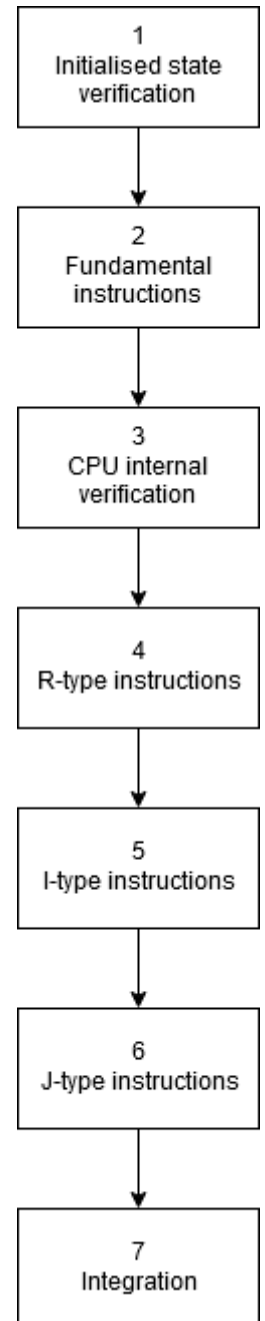 1
Initialised state
verification
2
Fundamental
instructions
3
CPU internal
verification
4
R-type instructions
5
I-type instructions
6
J-type instructions
7
Integration